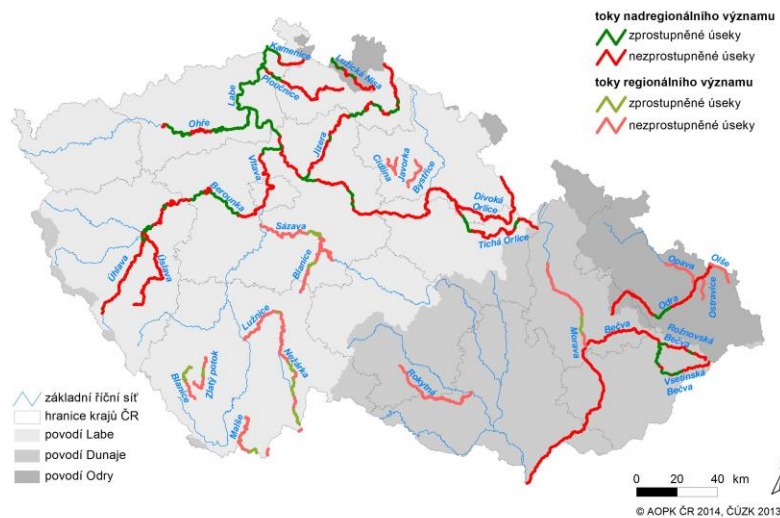 toky nadregionálního významu
zprostupněné úseky
nezprostupněné úseky
toky regionálního významu
zprostupněné úseky
nezprostupněné úseky
Kamenice
Lužická Nisa
Ploučnice
Labe
Ohře
Jizera
Vltava
Cidlina
Javorka
Bystřice
Berounka
Divoká
Orlice
Tichá Orlice
Sázava
Úhlava
Úslava
Blanice
Opava
Olše
Ostravice
Odra
Lužnice
Nežárka
Morava
Bečva
Rožnovská
Bečva
Vsetínská
Bečva
Blanice
Zlatý potok
Rokytná
Malše
základní říční síť
hranice krajů ČR
povodí Labe
povodí Dunaje
povodí Odry
0 20 40 km
© AOPK ČR 2014, ČÚZK 2013